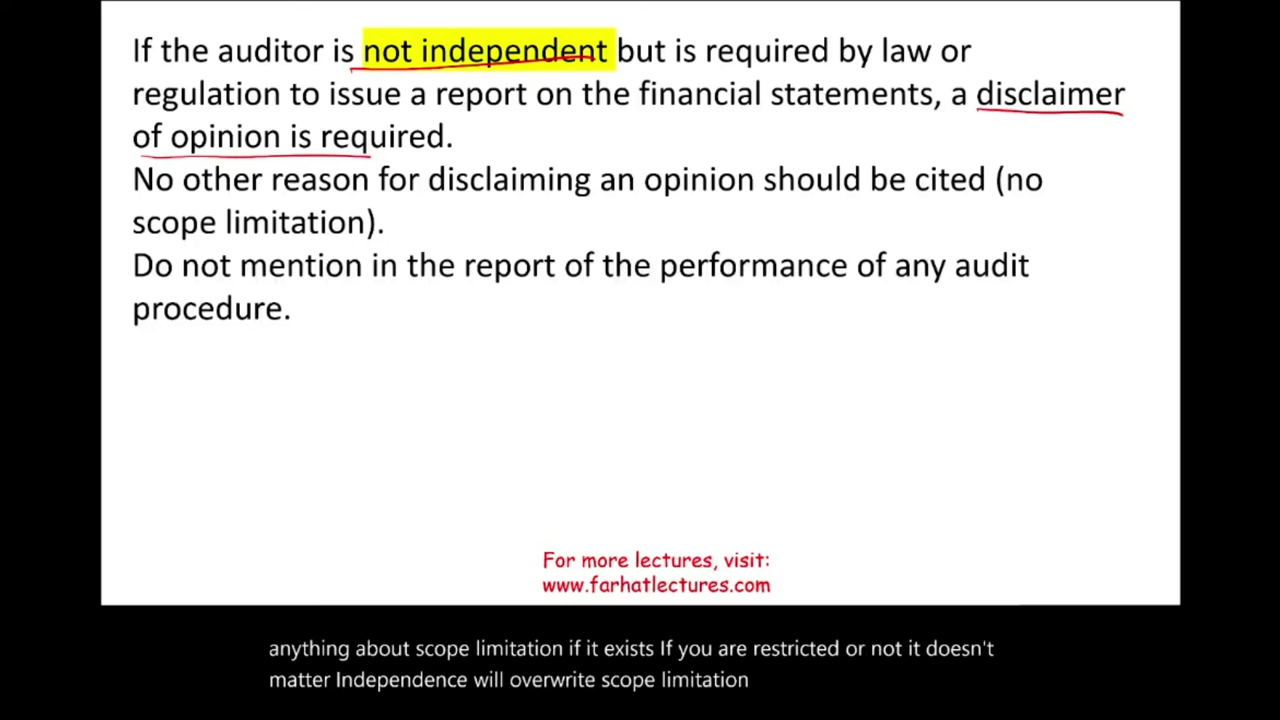 If the auditor is not independent but is required by law or
regulation to issue a report on the financial statements, a disclaimer
of opinion is required.
No other reason for disclaiming an opinion should be cited (no
scope limitation).
Do not mention in the report of the performance of any audit
procedure.
For more lectures, visit:
www.farhatlectures.com
anything about scope limitation if it exists If you are restricted or not it doesn't
matter Independence will overwrite scope limitation